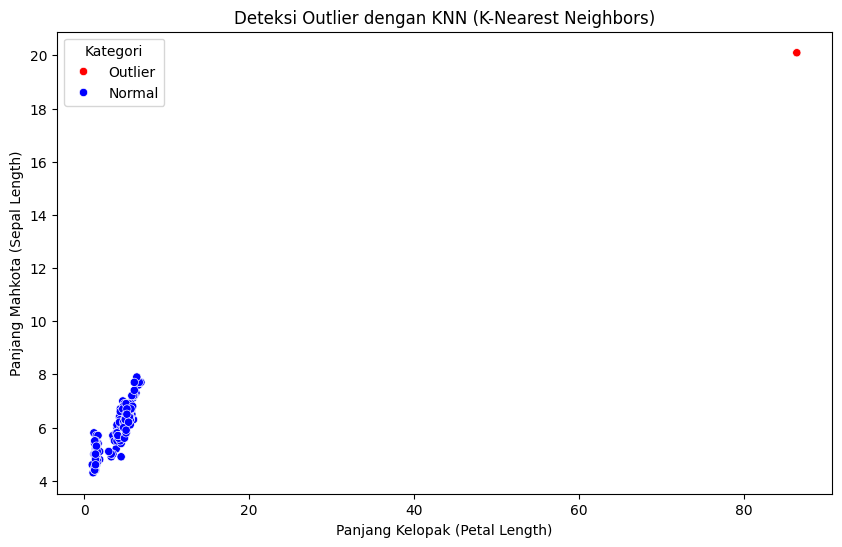 Deteksi Outlier dengan KNN (K-Nearest Neighbors)
Kategori
Outlier
Normal
20
18
16
14
12
10
8
6
4
Panjang Mahkota (Sepal Length)
0 20 40 60 80
Panjang Kelopak (Petal Length)